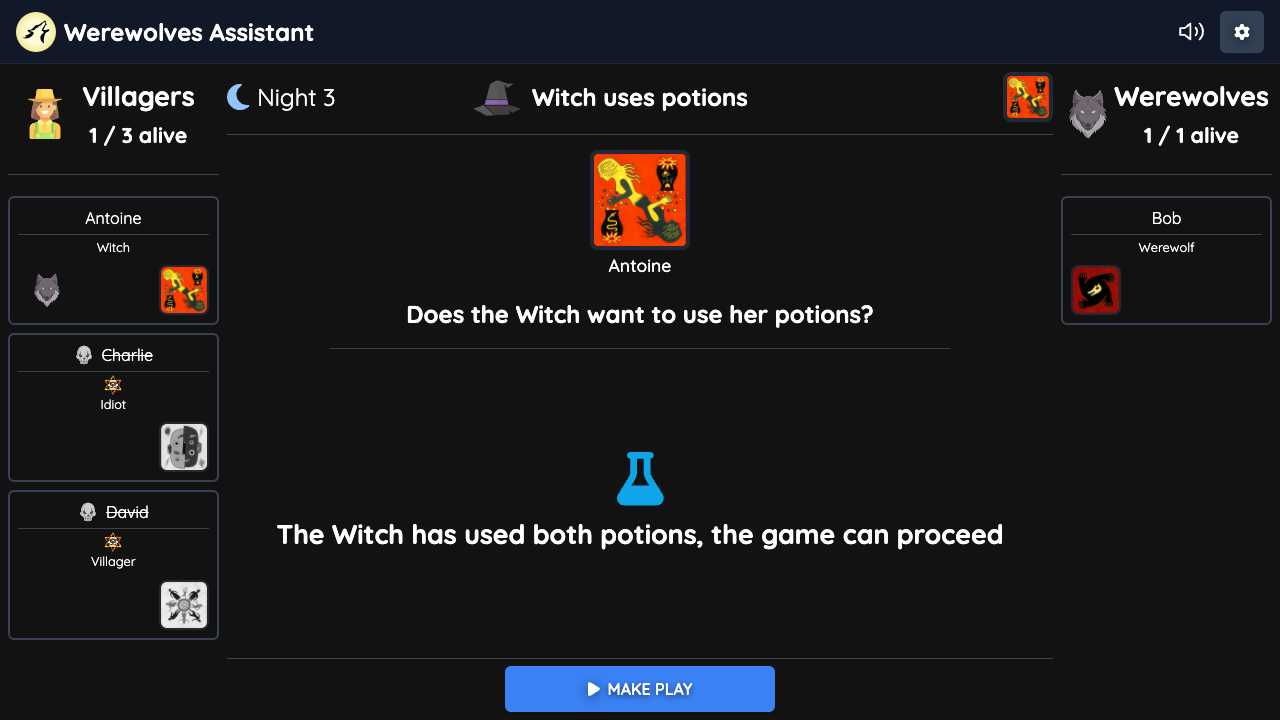 Werewolves Assistant
Villagers
1 / 3 alive
Night 3
Witch uses potions
Werewolves
1 / 1 alive
Antoine
Witch
Charlie
Idiot
David
Villager
Antoine
Does the Witch want to use her potions?
The Witch has used both potions, the game can proceed
MAKE PLAY
Bob
Werewolf